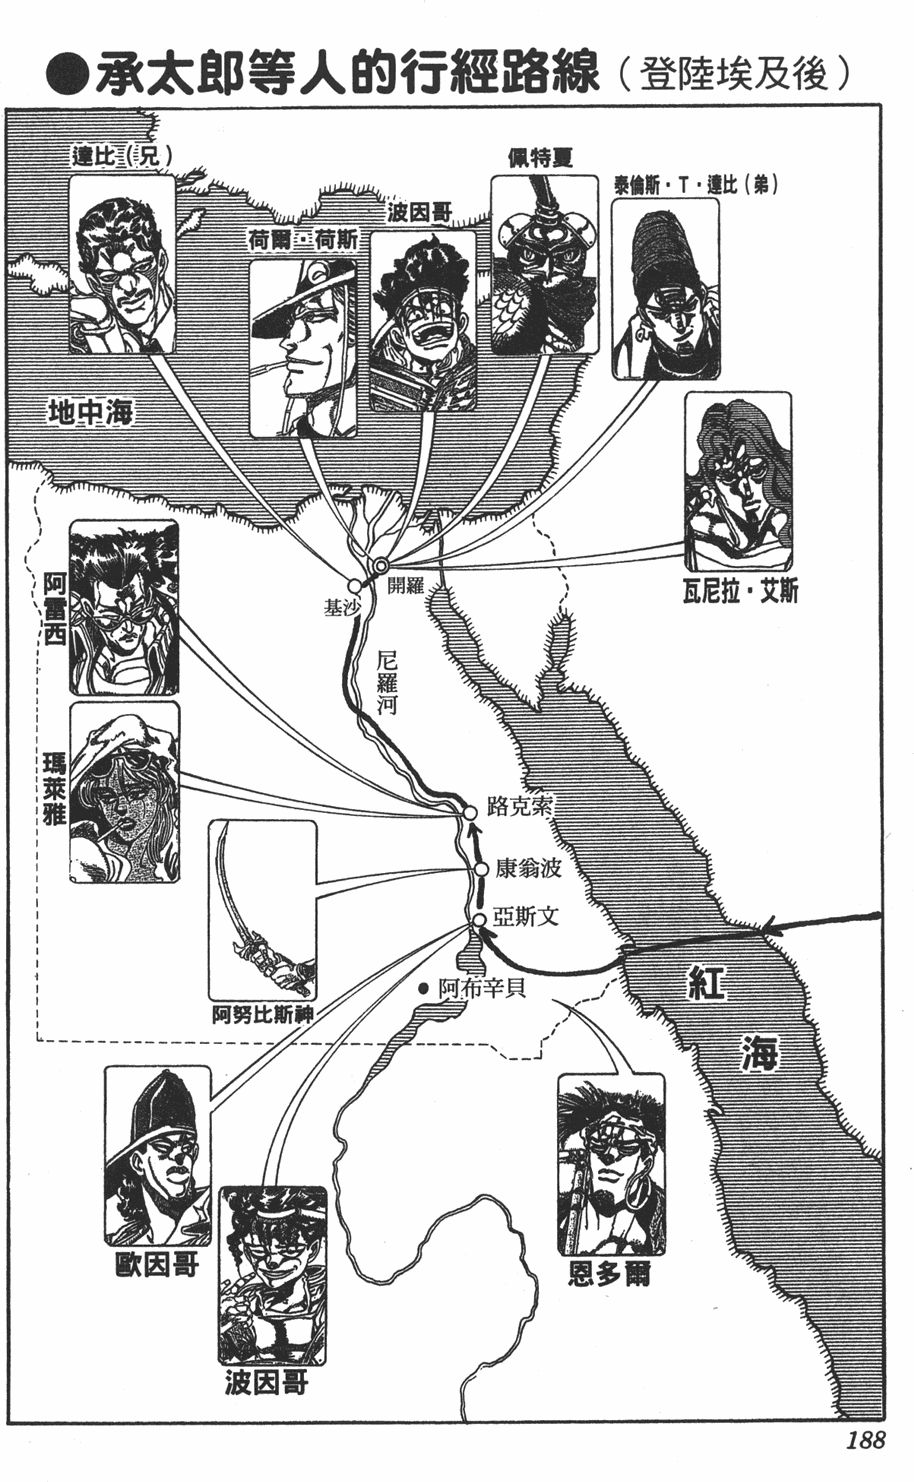 ●承太郎等人的行經路線（登陸埃及後）
達比（兄）
荷爾・荷斯
波因哥
佩特夏
泰倫斯・T・達比（弟）
地中海
瓦尼拉・艾斯
阿雷西
開羅
基沙
尼羅河
瑪萊雅
路克索
康翁波
亞斯文
阿努比斯神
阿布辛貝
紅海
歐因哥
波因哥
恩多爾
188